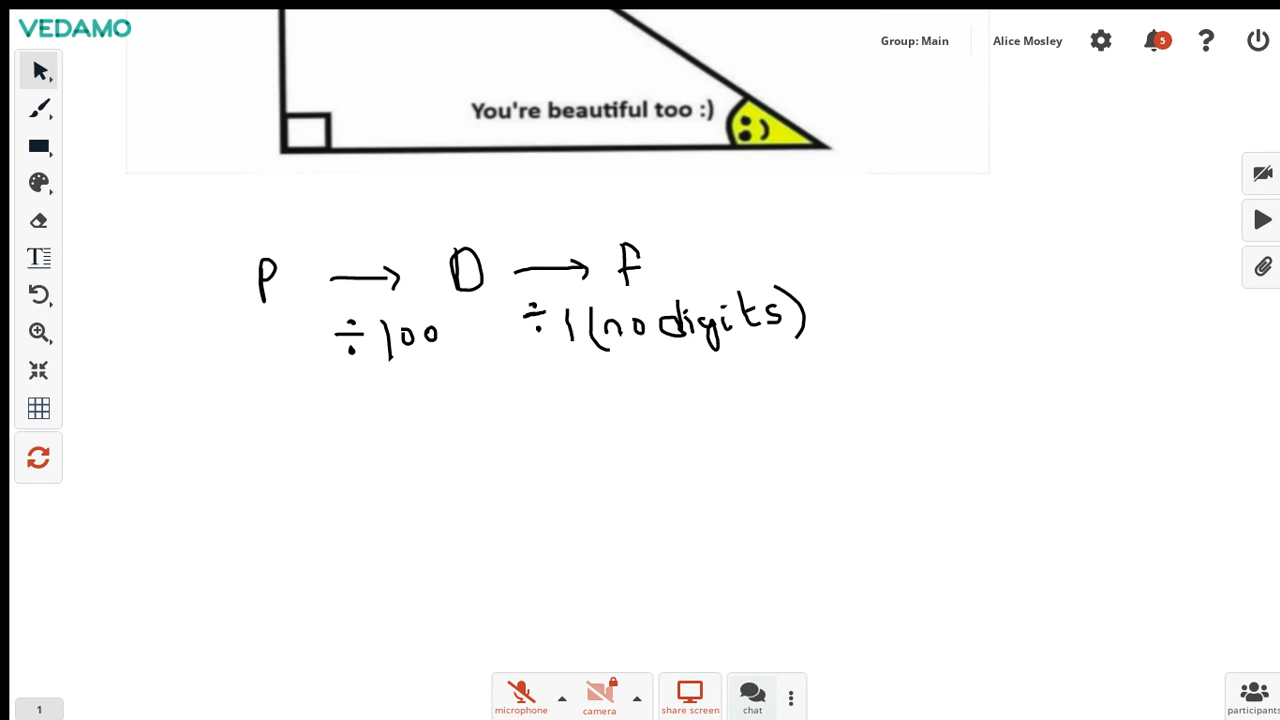 VEDAMO
Group: Main
Alice Mosley
5
You're beautiful too :)
P → D → F
÷ 100 ÷ 1 (no digits)
1
microphone
camera
share screen
chat
participants